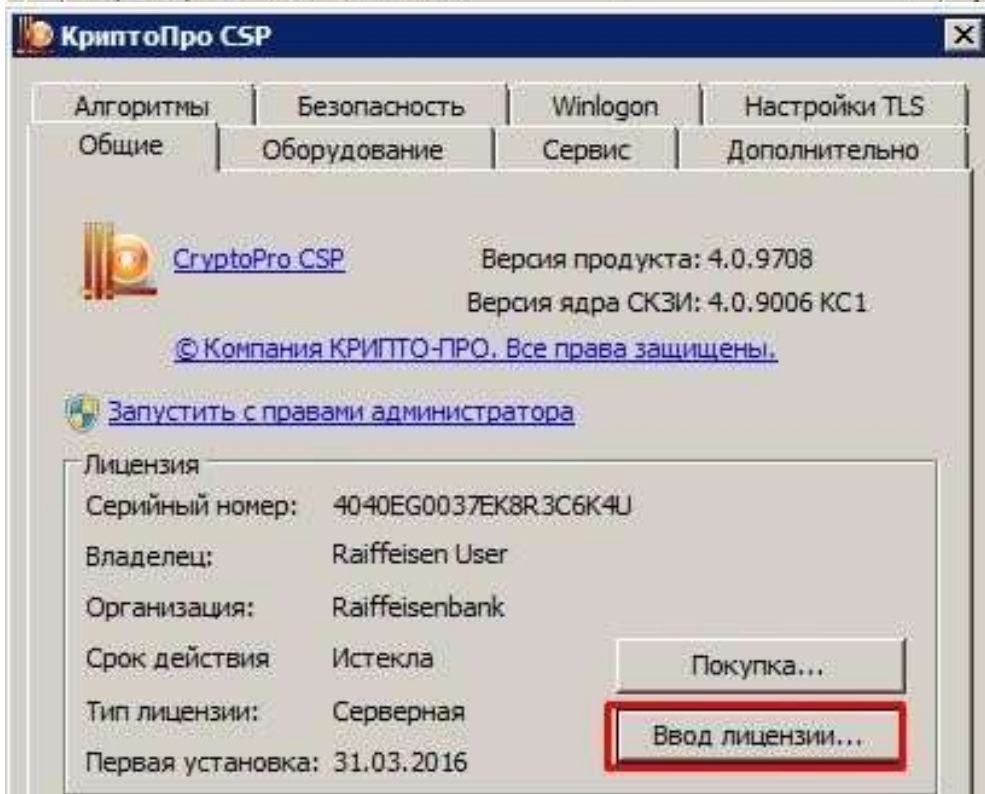 КриптоПро CSP
Алгоритмы Безопасность Winlogon Настройки TLS
Общие Оборудование Сервис Дополнительно
CryptoPro CSP Версия продукта: 4.0.9708
Версия ядра СКЗИ: 4.0.9006 КС1
© Компания КРИПТО-ПРО. Все права защищены.
Запустить с правами администратора
Лицензия
Серийный номер: 4040EG0037EK8R3C6K4U
Владелец: Raiffeisen User
Организация: Raiffeisenbank
Срок действия Истекла
Покупка...
Тип лицензии: Серверная
Ввод лицензии...
Первая установка: 31.03.2016